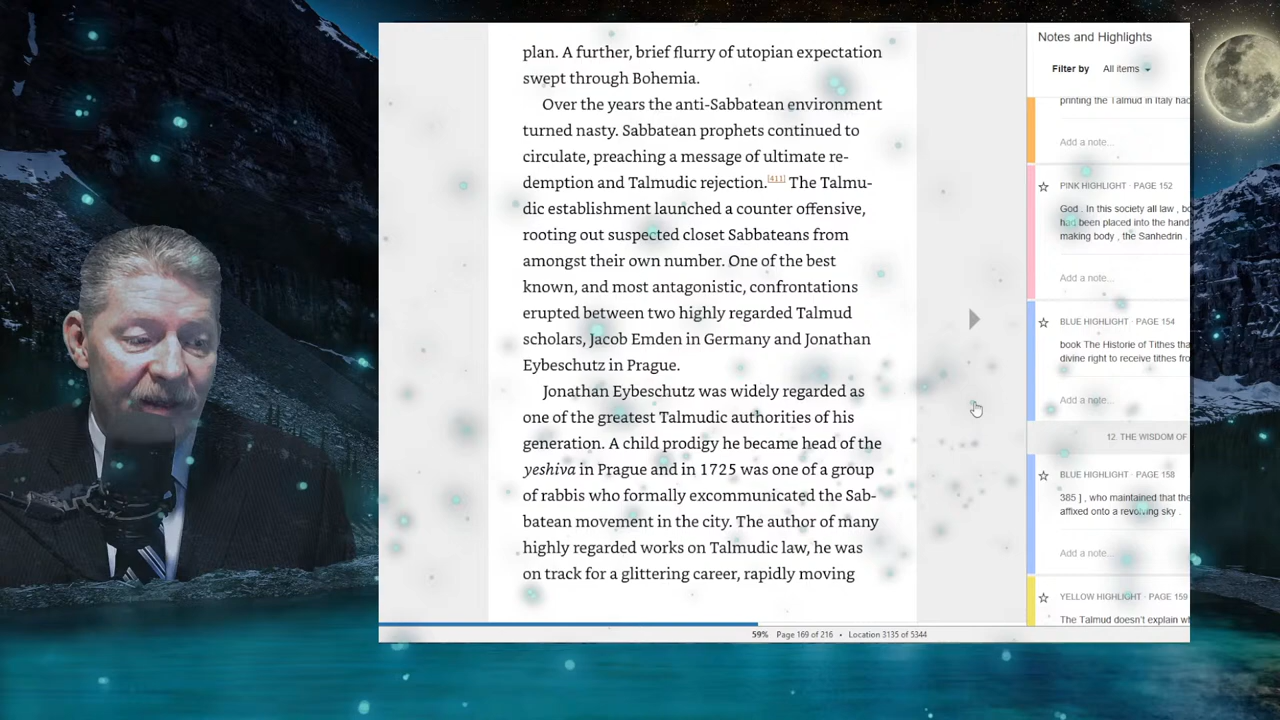 plan. A further, brief flurry of utopian expectation
swept through Bohemia.
Over the years the anti-Sabbatean environment
turned nasty. Sabbatean prophets continued to
circulate, preaching a message of ultimate re-
demption and Talmudic rejection.[411] The Talmu-
dic establishment launched a counter offensive,
rooting out suspected closet Sabbateans from
amongst their own number. One of the best
known, and most antagonistic, confrontations
erupted between two highly regarded Talmud
scholars, Jacob Emden in Germany and Jonathan
Eybeschutz in Prague.
Jonathan Eybeschutz was widely regarded as
one of the greatest Talmudic authorities of his
generation. A child prodigy he became head of the
yeshiva in Prague and in 1725 was one of a group
of rabbis who formally excommunicated the Sab-
batean movement in the city. The author of many
highly regarded works on Talmudic law, he was
on track for a glittering career, rapidly moving
59% Page 169 of 216 • Location 3135 of 5344
Notes and Highlights
Filter by All items
printing the Talmud in Italy had
Add a note...
PINK HIGHLIGHT · PAGE 152
God . In this society all law , bo
had been placed into the hand
making body , the Sanhedrin .
Add a note...
BLUE HIGHLIGHT · PAGE 154
book The Historie of Tithes tha
divine right to receive tithes fro
Add a note...
12. THE WISDOM OF
BLUE HIGHLIGHT · PAGE 158
385 ] , who maintained that the
affixed onto a revolving sky .
Add a note...
YELLOW HIGHLIGHT · PAGE 159
The Talmud doesn't explain wh